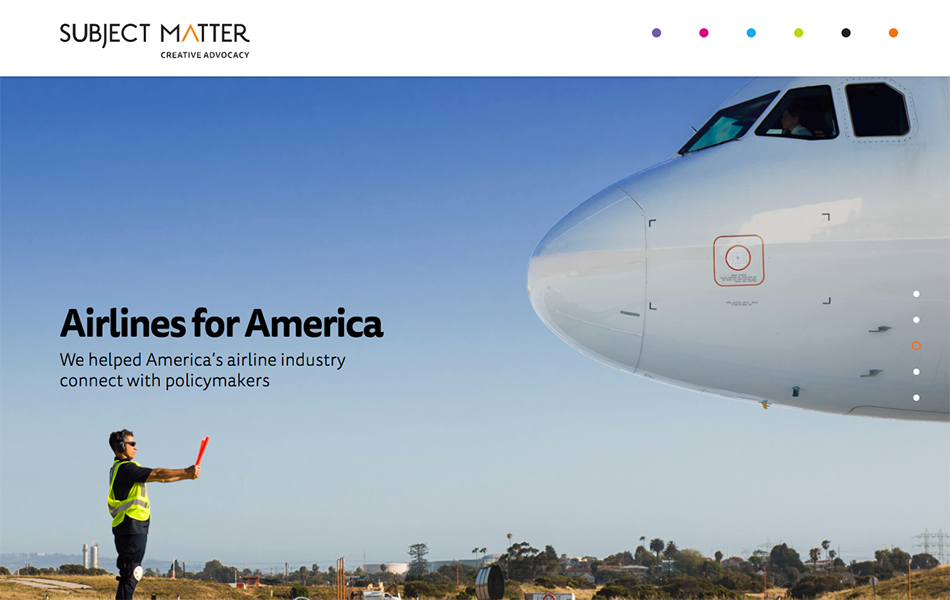 SUBJECT MATTER
CREATIVE ADVOCACY
Airlines for America
We helped America's airline industry
connect with policymakers